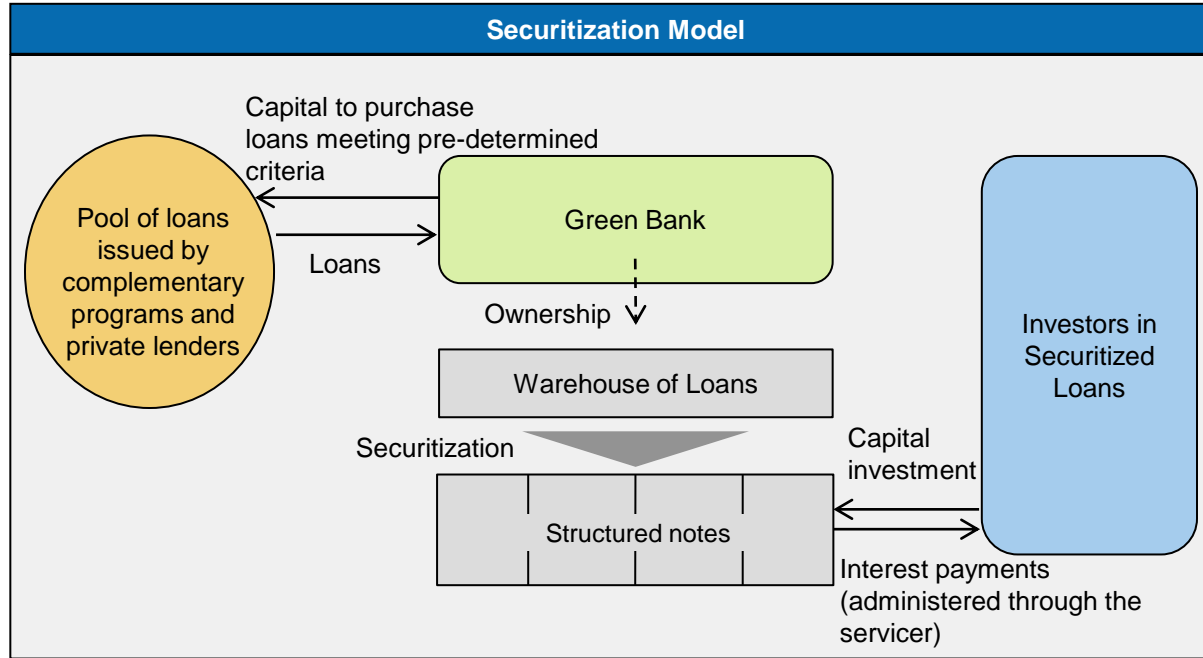 Securitization Model
Capital to purchase
loans meeting pre-determined
criteria
Pool of loans
issued by
complementary
programs and
private lenders
Loans
Green Bank
Ownership
Warehouse of Loans
Securitization
Structured notes
Investors in
Securitized
Loans
Capital
investment
Interest payments
(administered through the
servicer)